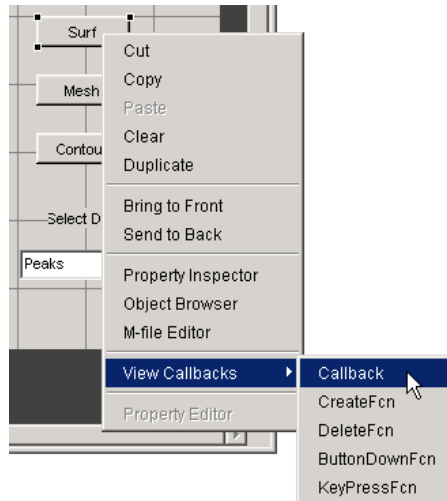 Surf
Mesh
Contou
Select D
Peaks
Cut
Copy
Paste
Clear
Duplicate
Bring to Front
Send to Back
Property Inspector
Object Browser
M-file Editor
View Callbacks
Property Editor
Callback
CreateFcn
DeleteFcn
ButtonDownFcn
KeyPressFcn